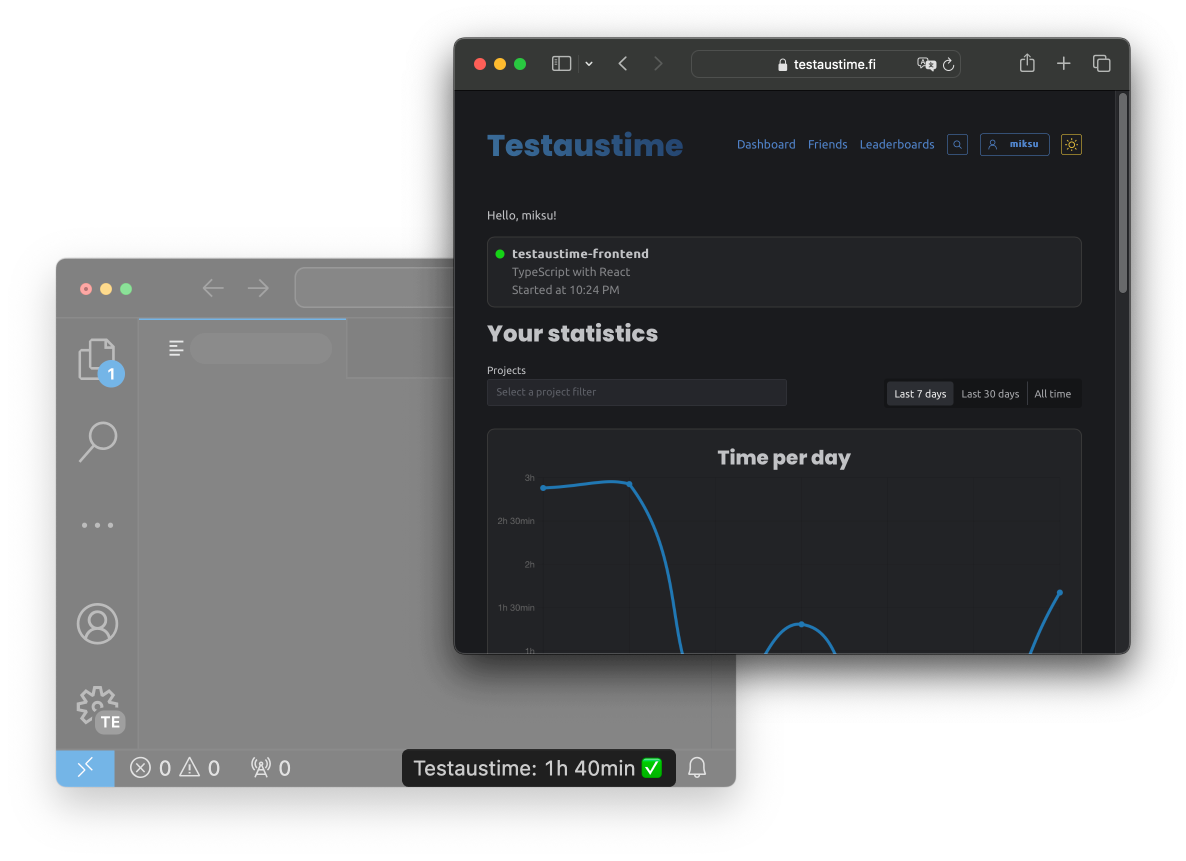 testaustime.fi
Testaustime
Dashboard Friends Leaderboards miksu
Hello, miksu!
testaustime-frontend
TypeScript with React
Started at 10:24 PM
Your statistics
Projects
Select a project filter
Last 7 days Last 30 days All time
Time per day
3h
2h 30min
2h
1h 30min
1h
1
TE
0 0 0 Testaustime: 1h 40min ✅